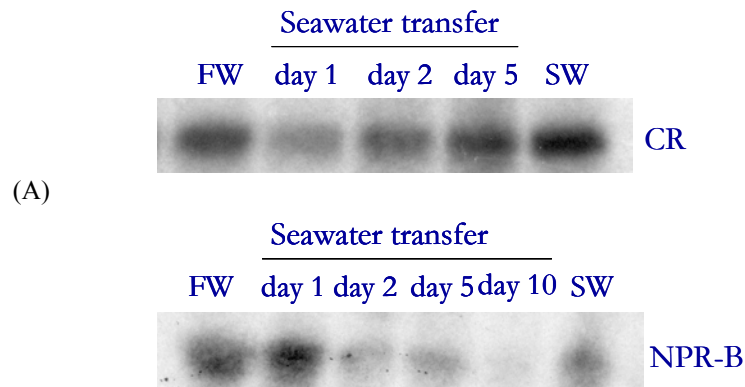 Seawater transfer
FW day 1 day 2 day 5 SW
CR
(A)
Seawater transfer
FW day 1 day 2 day 5 day 10 SW
NPR-B